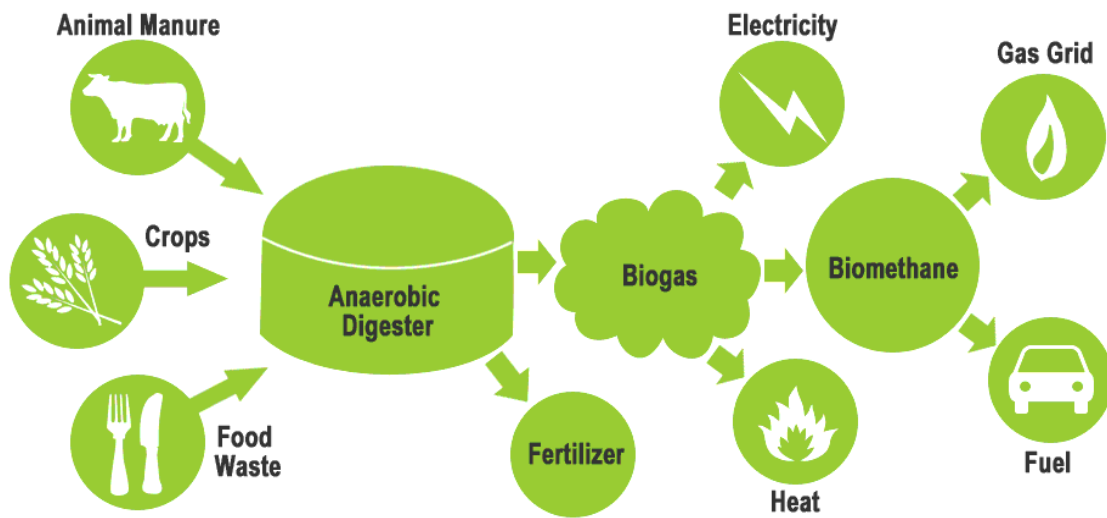 Animal Manure
Electricity
Gas Grid
Crops
Anaerobic
Digester
Biogas
Biomethane
Food
Waste
Fertilizer
Heat
Fuel